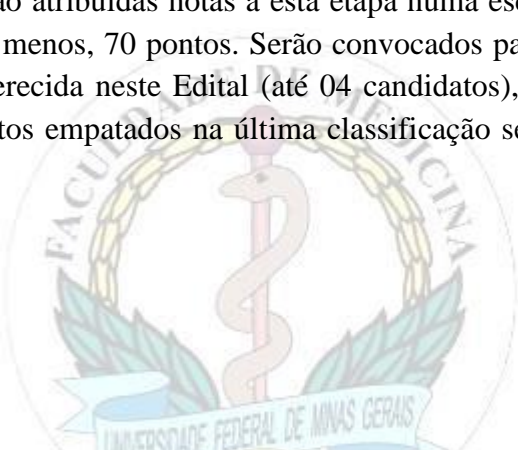 ão atribuídas notas a esta etapa numa esc
menos, 70 pontos. Serão convocados pa
erecida neste Edital (até 04 candidatos),
tos empatados na última classificação se
FACULDADE DE MEDICINA
UNIVERSIDADE FEDERAL DE MINAS GERAIS